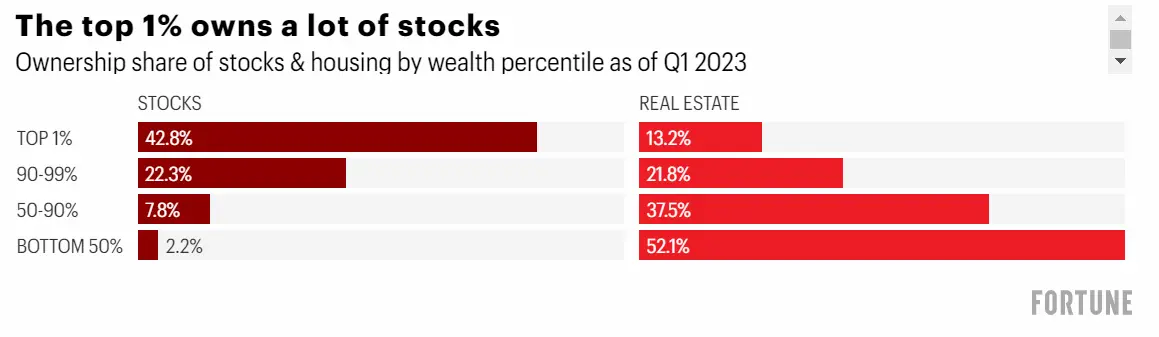 The top 1% owns a lot of stocks
Ownership share of stocks & housing by wealth percentile as of Q1 2023
STOCKS REAL ESTATE
TOP 1% 42.8% 13.2%
90-99% 22.3% 21.8%
50-90% 7.8% 37.5%
BOTTOM 50% 2.2% 52.1%
FORTUNE